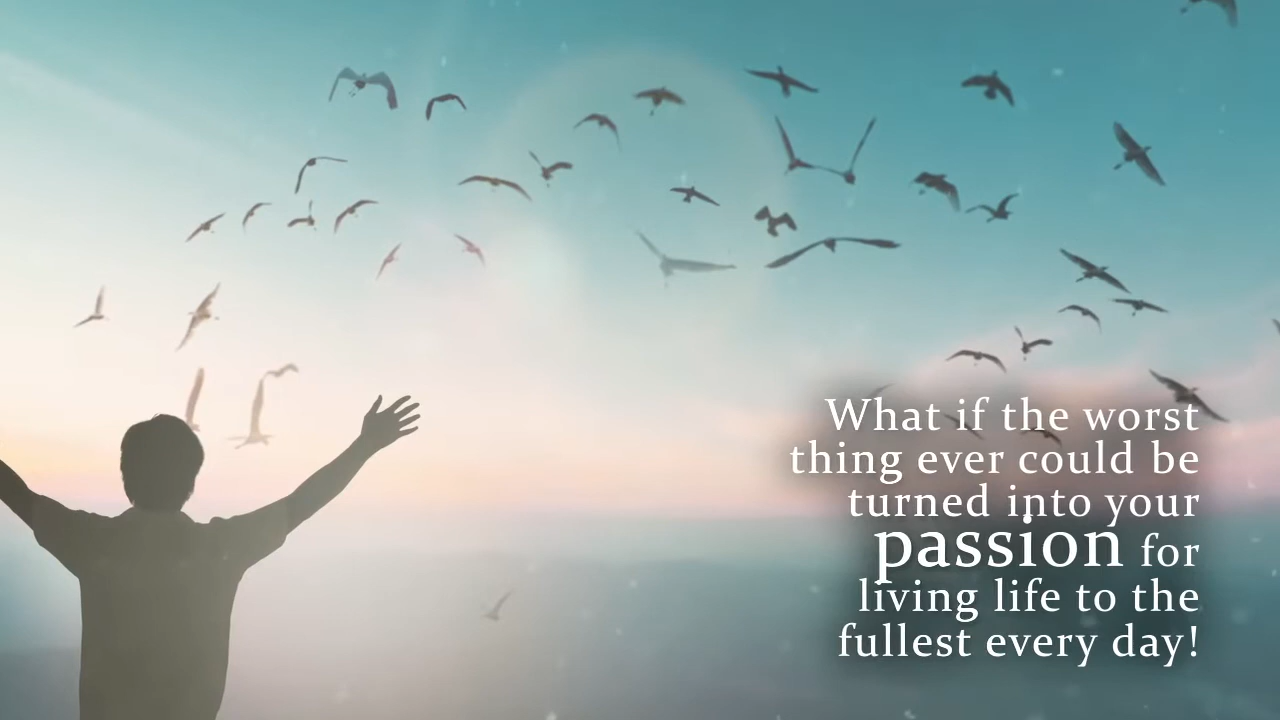 What if the worst
thing ever could be
turned into your
passion for
living life to the
fullest every day!